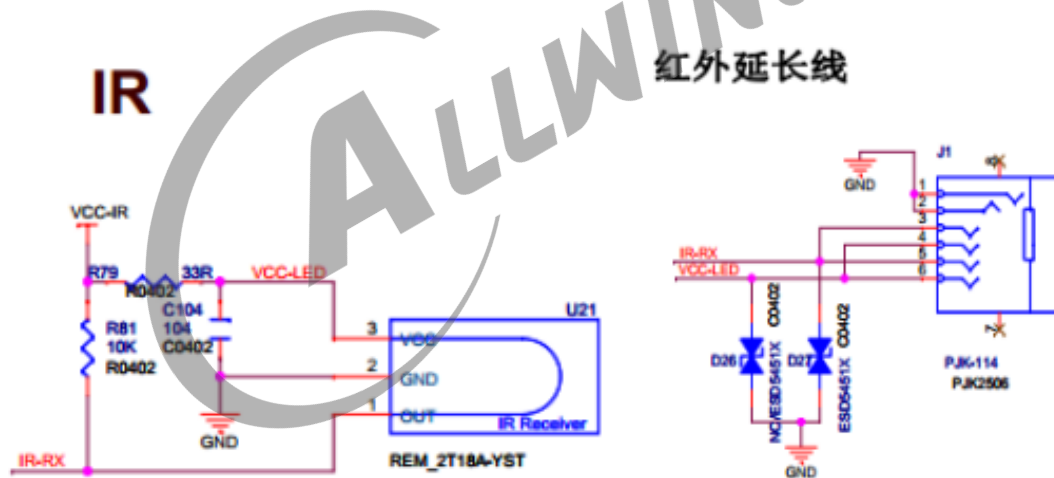 ALLWIN
IR
红外延长线
VCC-IR
R79
33R
R0402
VCC-LED
C104
104
C0402
R81
10K
R0402
GND
IR-RX
U21
3
VCC
2
GND
1
OUT
IR Receiver
REM_2T18A-YST
J1
8
GND
1
2
3
4
5
6
IR-RX
VCC-LED
7
D26
NC/ESD5451X C0402
D27
ESD5451X C0402
GND
PJK-114
PJK2506